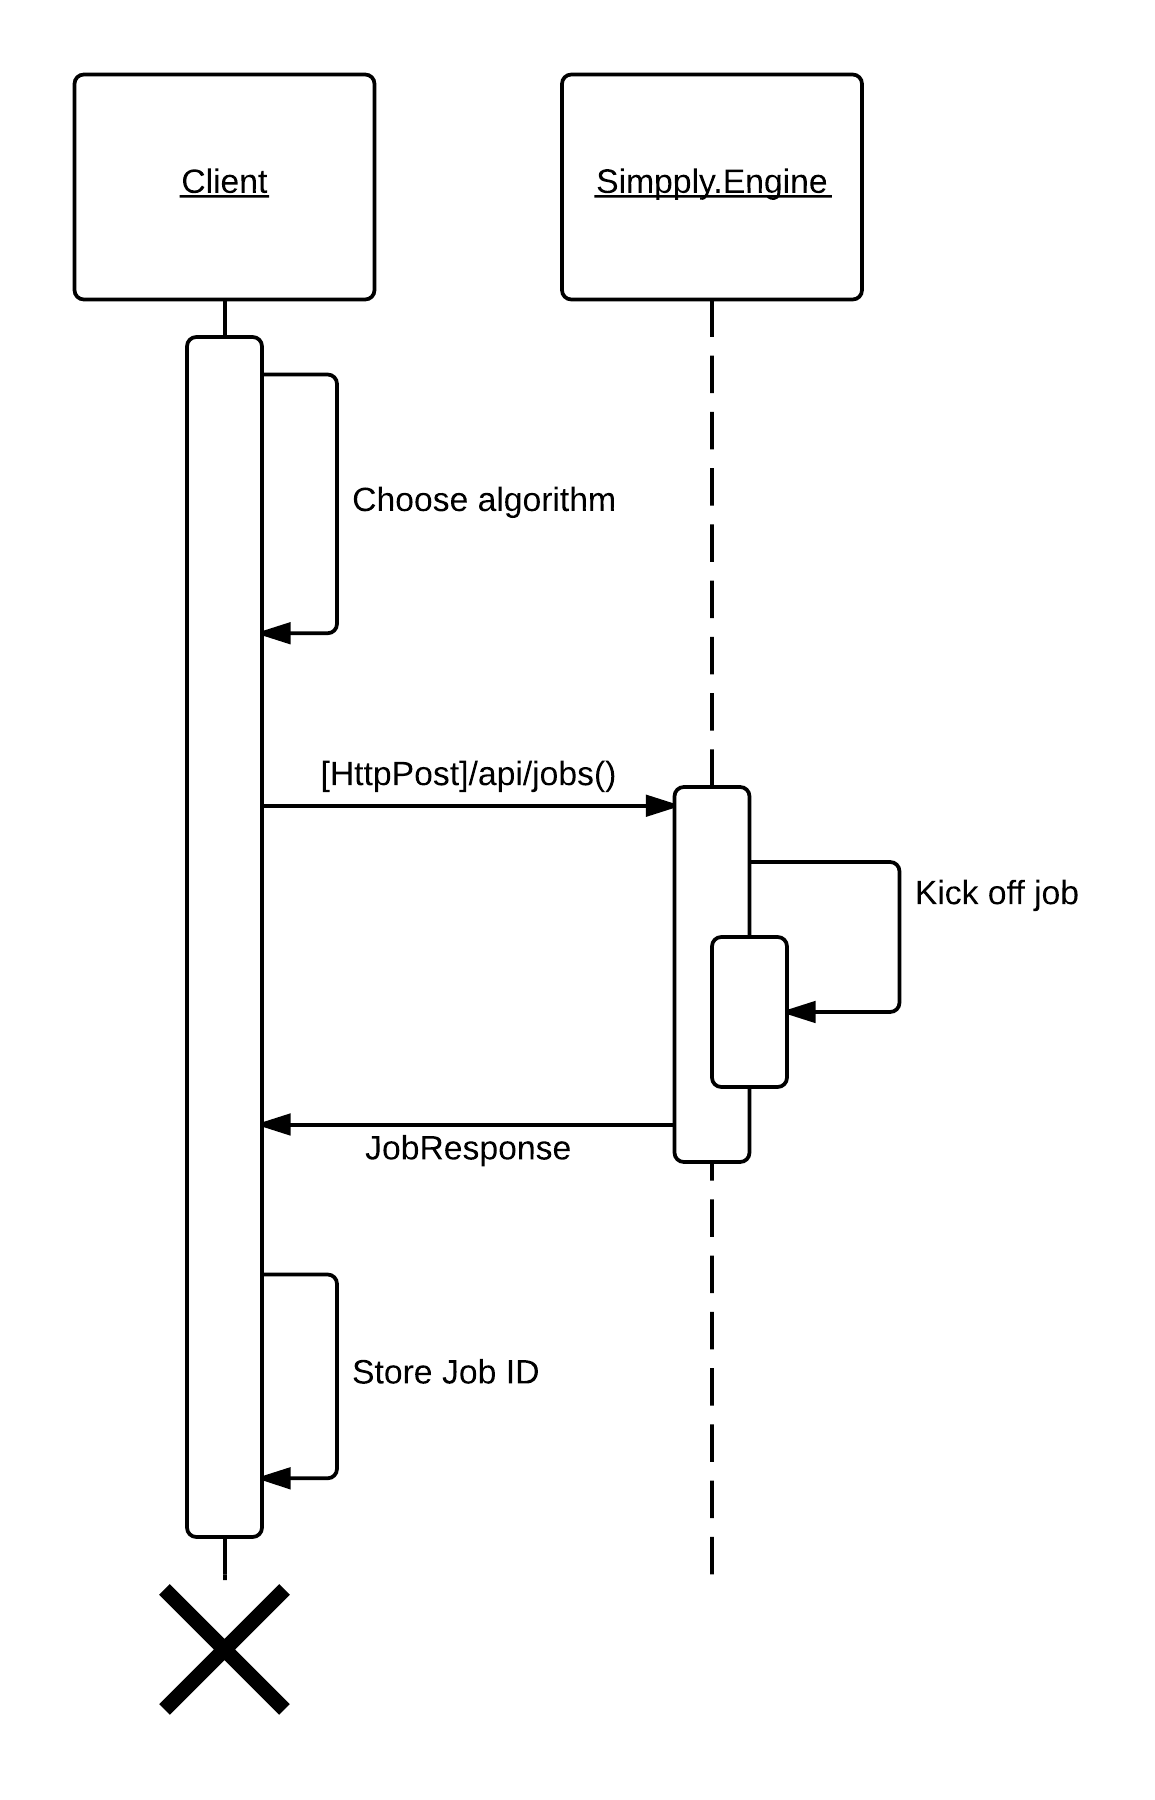 Client
Simpply.Engine
Choose algorithm
[HttpPost]/api/jobs()
Kick off job
JobResponse
Store Job ID